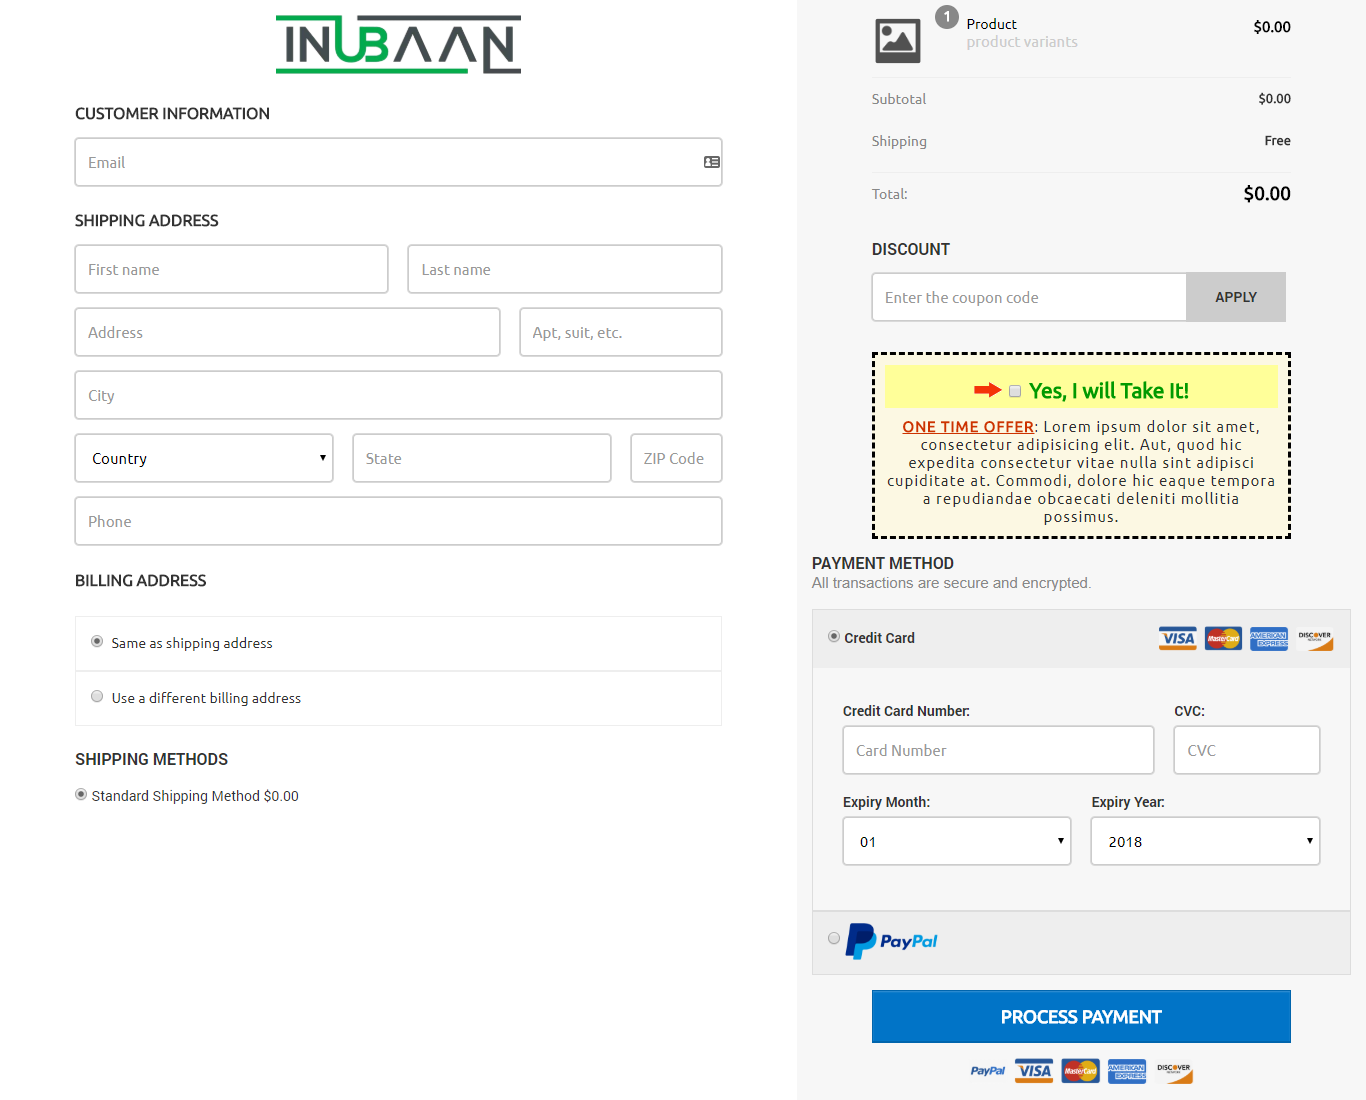 INUBAAN
CUSTOMER INFORMATION
Email
SHIPPING ADDRESS
First name
Last name
Address
Apt, suit, etc.
City
Country
State
ZIP Code
Phone
BILLING ADDRESS
Same as shipping address
Use a different billing address
SHIPPING METHODS
Standard Shipping Method $0.00
1
Product
$0.00
product variants
Subtotal
$0.00
Shipping
Free
Total:
$0.00
DISCOUNT
Enter the coupon code
APPLY
Yes, I will Take It!
ONE TIME OFFER: Lorem ipsum dolor sit amet,
consectetur adipisicing elit. Aut, quod hic
expedita consectetur vitae nulla sint adipisci
cupiditate at. Commodi, dolore hic eaque tempora
a repudiandae obcaecati deleniti mollitia
possimus.
PAYMENT METHOD
All transactions are secure and encrypted.
Credit Card
VISA
MasterCard
AMERICAN EXPRESS
DISCOVER NETWORK
Credit Card Number:
CVC:
Card Number
CVC
Expiry Month:
Expiry Year:
01
2018
PayPal
PROCESS PAYMENT
PayPal
VISA
MasterCard
AMERICAN EXPRESS
DISCOVER NETWORK